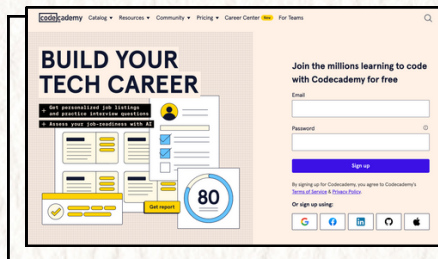 codecademy Catalog Resources Community Pricing Career Center New For Teams
BUILD YOUR
TECH CAREER
+ Get personalized job listings
and practice interview questions
+ Assess your job-readiness with AI
80
Get report
Join the millions learning to code
with Codecademy for free
Email
Password
Sign up
By signing up for Codecademy, you agree to Codecademy's
Terms of Service & Privacy Policy.
Or sign up using: